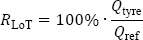 R_LoT = 100% · Q_tyre / Q_ref